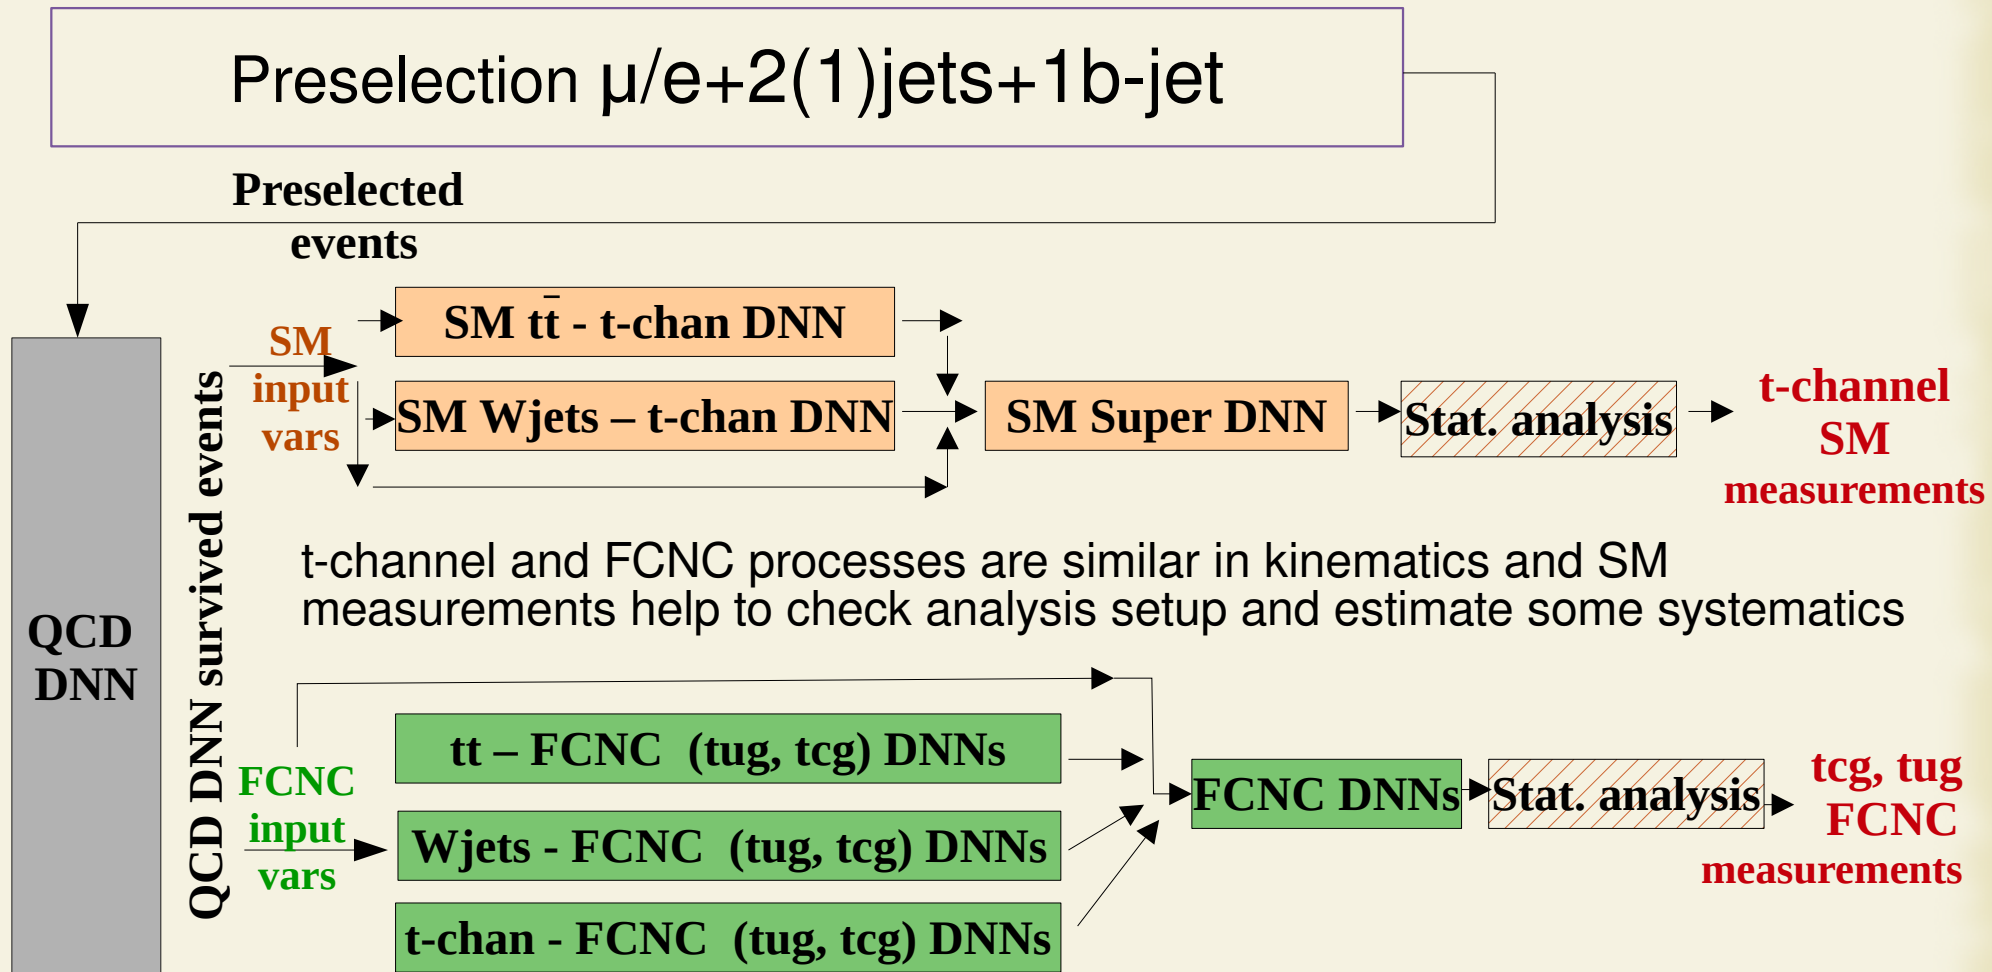 Preselection μ/e+2(1)jets+1b-jet
Preselected
events
SM tt̄ - t-chan DNN
SM
input
vars
SM Wjets – t-chan DNN
SM Super DNN
Stat. analysis
t-channel
SM
measurements
QCD DNN survived events
t-channel and FCNC processes are similar in kinematics and SM
measurements help to check analysis setup and estimate some systematics
QCD
DNN
tt – FCNC (tug, tcg) DNNs
FCNC
input
vars
Wjets - FCNC (tug, tcg) DNNs
t-chan - FCNC (tug, tcg) DNNs
FCNC DNNs
Stat. analysis
tcg, tug
FCNC
measurements